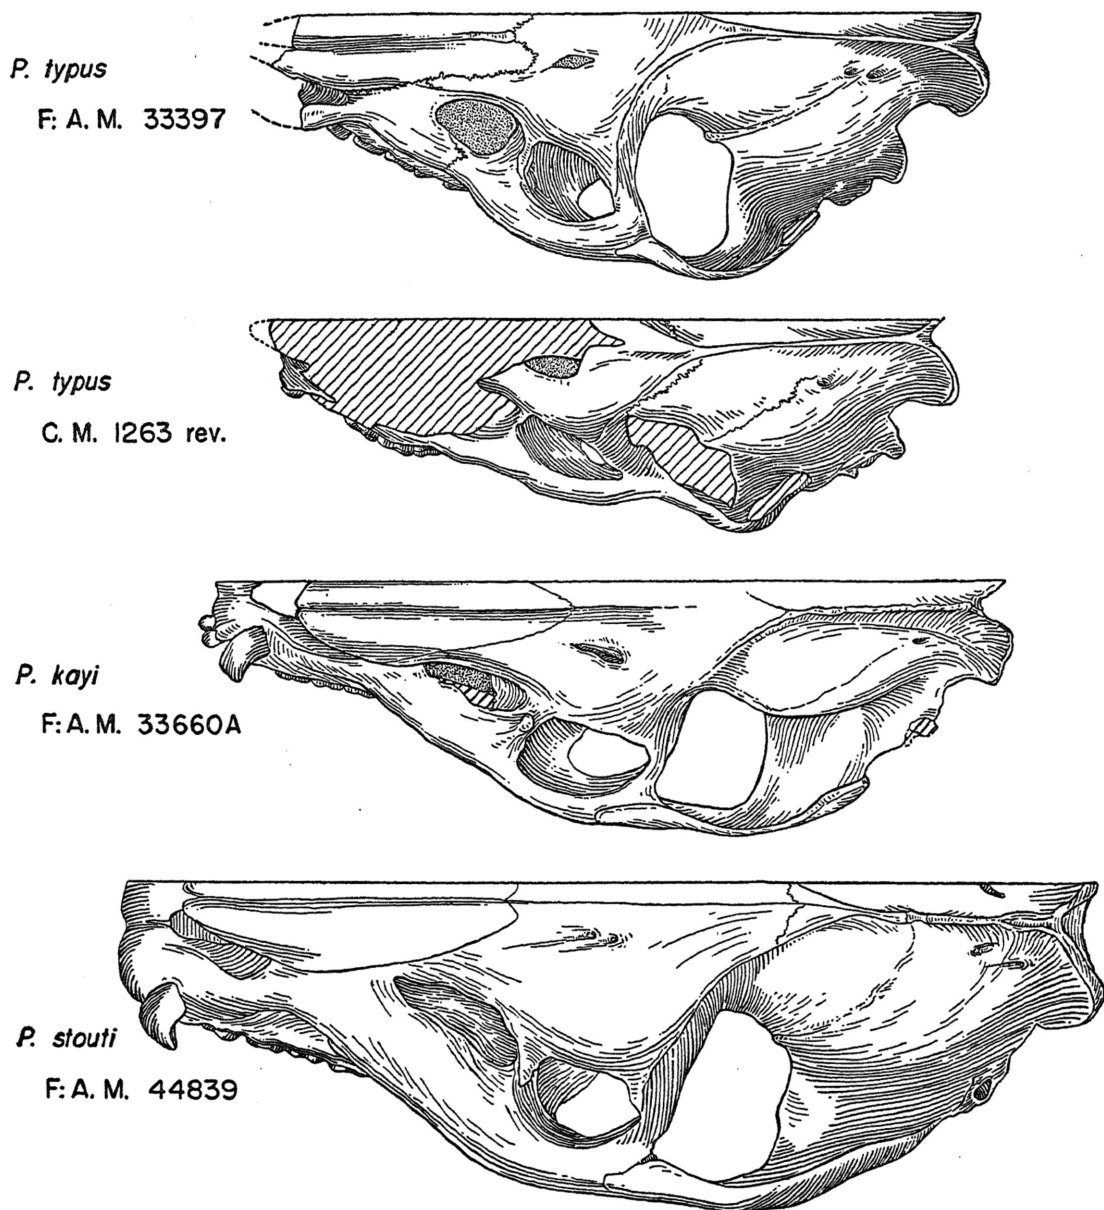 P. typus
F: A. M. 33397
P. typus
C. M. 1263 rev.
P. kayi
F: A. M. 33660A
P. stouti
F: A. M. 44839